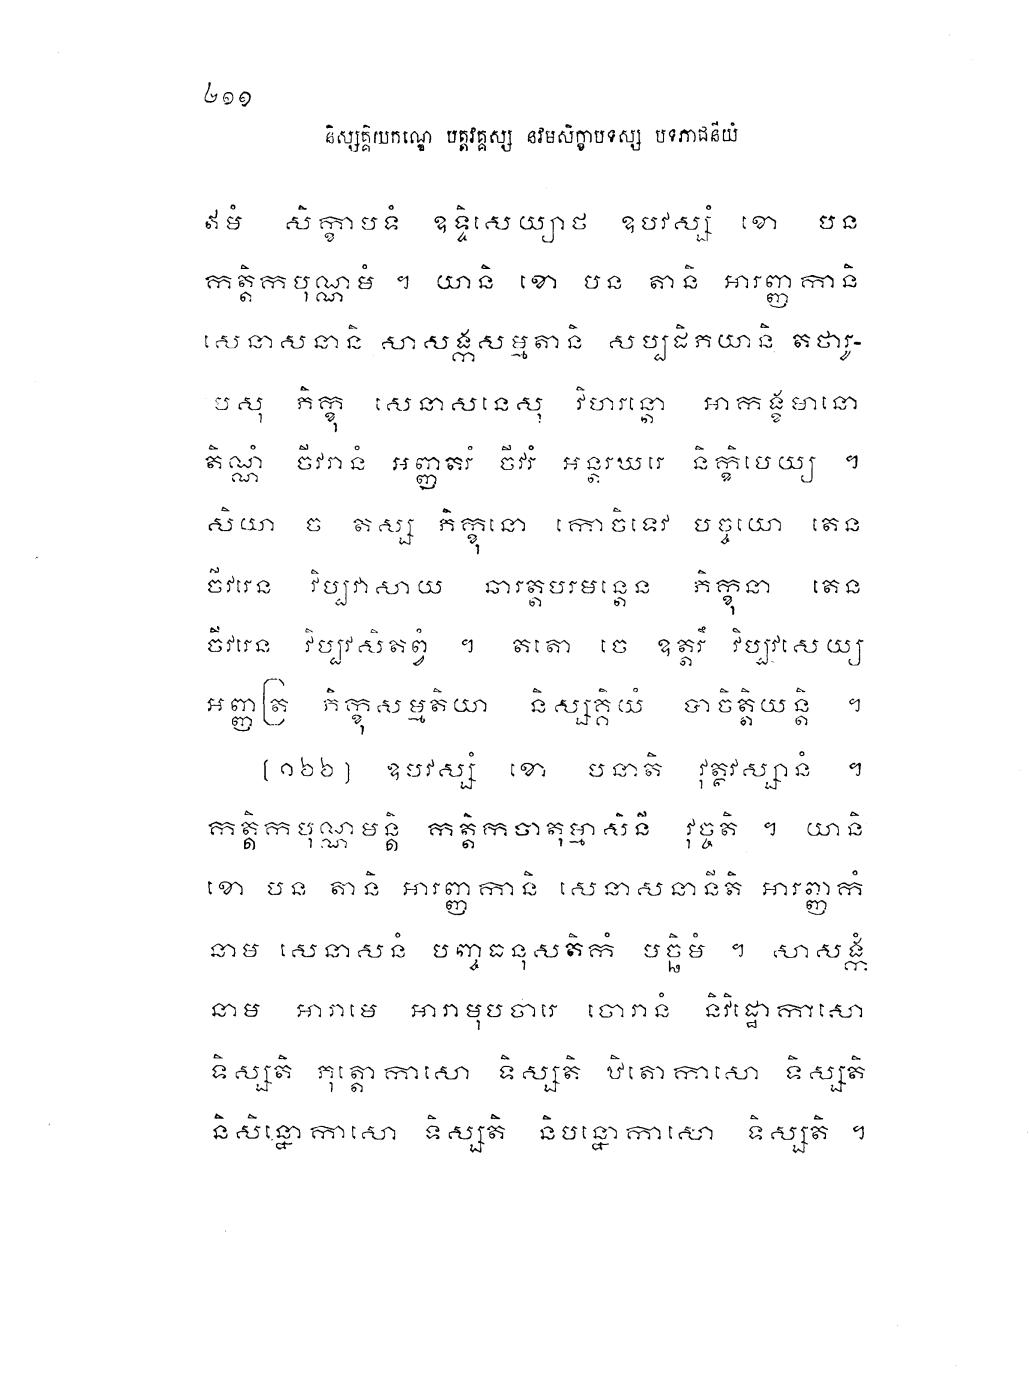 ២១១
និស្សគ្គិយកណ្ឌេ បត្តវគ្គស្ស នវមសិក្ខាបទស្ស បទភាជនីយំ
ឥមំ សិក្ខាបទំ ឧទ្ទិសេយ្យាថ ឧបវស្សំ ខោ បន
កត្តិកបុណ្ណមំ ។ យានិ ខោ បន តានិ អារញ្ញកានិ
សេនាសនានិ សាសង្កសម្មតានិ សប្បដិភយានិ តថារូ-
បេសុ ភិក្ខុ សេនាសនេសុ វិហរន្តោ អាកង្ខមានោ
តិណ្ណំ ចីវរានំ អញ្ញតរំ ចីវរំ អន្តរឃរេ និក្ខិបេយ្យ ។
សិយា ច តស្ស ភិក្ខុនោ កោចិទេវ បច្ចយោ តេន
ចីវរេន វិប្បវាសាយ ឆារត្តបរមន្តេន ភិក្ខុនា តេន
ចីវរេន វិប្បវសិតព្វំ ។ តតោ ចេ ឧត្តរឹ វិប្បវសេយ្យ
អញ្ញត្រ ភិក្ខុសម្មតិយា និស្សគ្គិយំ បាចិត្តិយន្តិ ។
[១៦៦] ឧបវស្សំ ខោ បនាតិ វុត្ថវស្សានំ ។
កត្តិកបុណ្ណមន្តិ កត្តិកចាតុម្មាសិនី វុច្ចតិ ។ យានិ
ខោ បន តានិ អារញ្ញកានិ សេនាសនានីតិ អារញ្ញកំ
នាម សេនាសនំ បញ្ចធនុសតិកំ បច្ឆិមំ ។ សាសង្កំ
នាម អារាមេ អារាមុបចារេ ចោរានំ និវិដ្ឋោកាសោ
ទិស្សតិ ភុត្តោកាសោ ទិស្សតិ ឋិតោកាសោ ទិស្សតិ
និសិន្នោកាសោ ទិស្សតិ និបន្នោកាសោ ទិស្សតិ ។